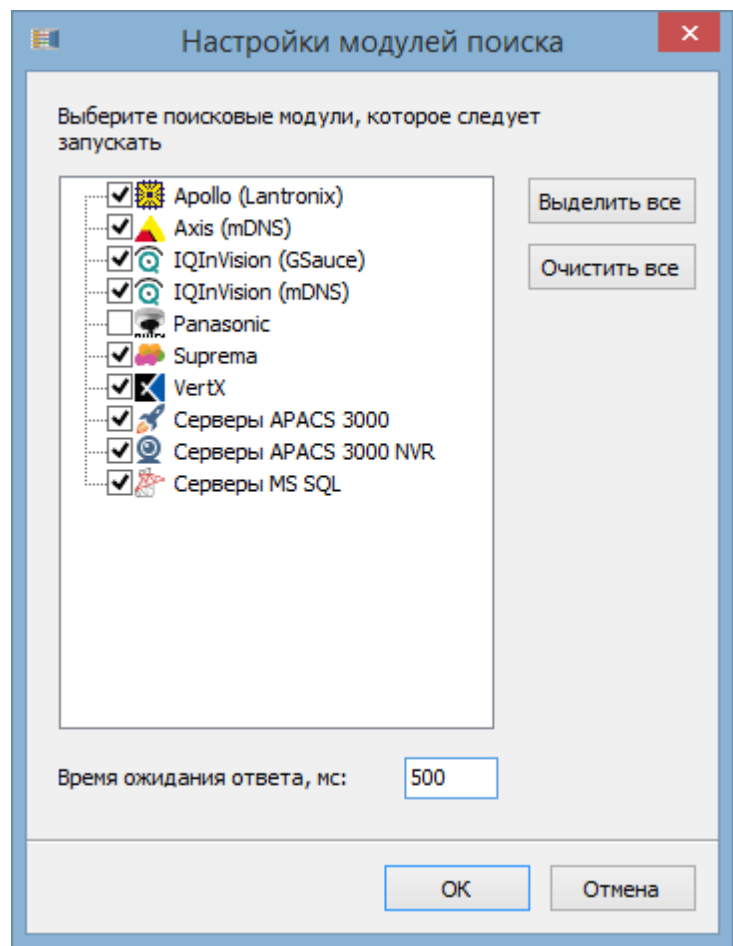 Настройки модулей поиска
Выберите поисковые модули, которое следует
запускать
Apollo (Lantronix)
Axis (mDNS)
IQInVision (GSauce)
IQInVision (mDNS)
Panasonic
Suprema
VertX
Серверы APACS 3000
Серверы APACS 3000 NVR
Серверы MS SQL
Выделить все
Очистить все
Время ожидания ответа, мс: 500
ОК
Отмена